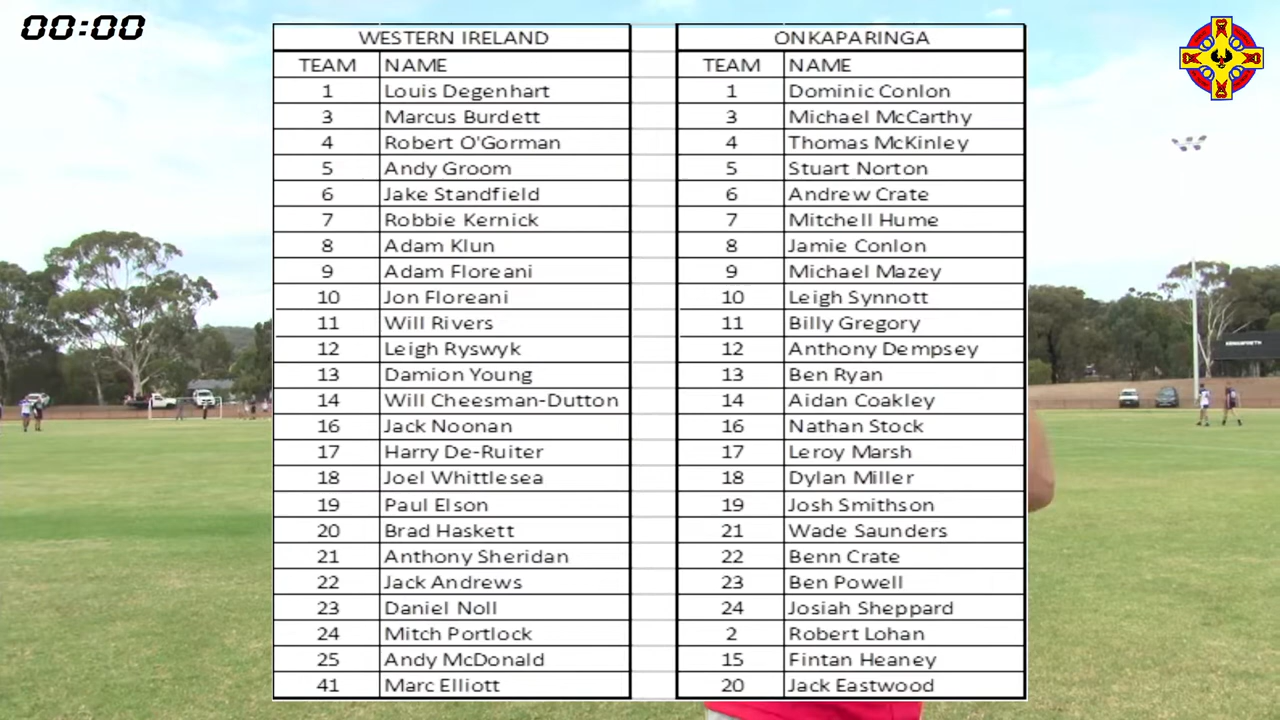 00:00
WESTERN IRELAND
TEAM NAME
1 Louis Degenhart
3 Marcus Burdett
4 Robert O'Gorman
5 Andy Groom
6 Jake Standfield
7 Robbie Kernick
8 Adam Klun
9 Adam Floreani
10 Jon Floreani
11 Will Rivers
12 Leigh Ryswyk
13 Damion Young
14 Will Cheesman-Dutton
16 Jack Noonan
17 Harry De-Ruiter
18 Joel Whittlesea
19 Paul Elson
20 Brad Haskett
21 Anthony Sheridan
22 Jack Andrews
23 Daniel Noll
24 Mitch Portlock
25 Andy McDonald
41 Marc Elliott
ONKAPARINGA
TEAM NAME
1 Dominic Conlon
3 Michael McCarthy
4 Thomas McKinley
5 Stuart Norton
6 Andrew Crate
7 Mitchell Hume
8 Jamie Conlon
9 Michael Mazey
10 Leigh Synnott
11 Billy Gregory
12 Anthony Dempsey
13 Ben Ryan
14 Aidan Coakley
16 Nathan Stock
17 Leroy Marsh
18 Dylan Miller
19 Josh Smithson
21 Wade Saunders
22 Benn Crate
23 Ben Powell
24 Josiah Sheppard
2 Robert Lohan
15 Fintan Heaney
20 Jack Eastwood